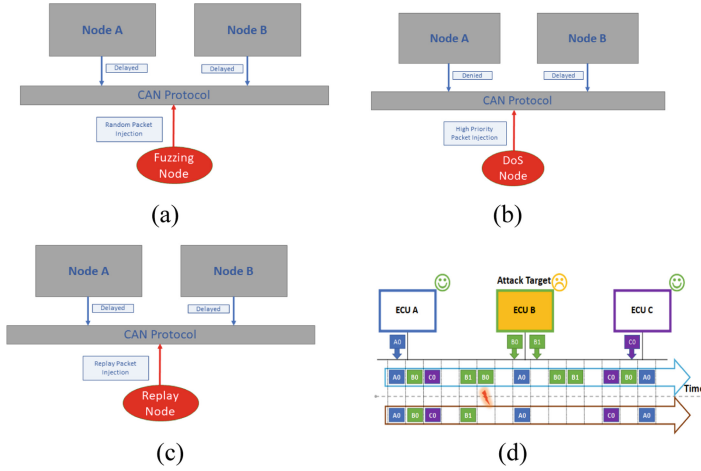 Node A
Node B
Delayed
Delayed
CAN Protocol
Random Packet
Injection
Fuzzing
Node
(a)
Node A
Node B
Denied
Delayed
CAN Protocol
High Priority
Packet Injection
DoS
Node
(b)
Node A
Node B
Delayed
Delayed
CAN Protocol
Replay Packet
Injection
Replay
Node
(c)
Attack Target
ECU A
ECU B
ECU C
A0
B0
B1
C0
A0 B0 C0 B1 B0 A0 B0 B1 C0 B0 A0
Time
A0 B0 C0 B1 A0 C0 A0
(d)